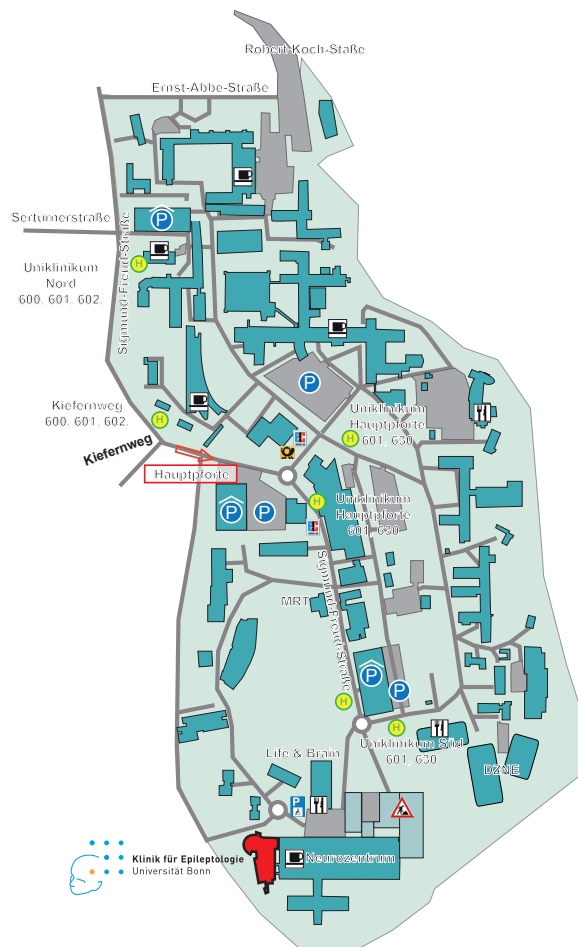 Robert-Koch-Staße
Ernst-Abbe-Straße
Serturnerstraße
P
Sigmund-Freud-Straße
H
Uniklinikum
Nord
600. 601. 602.
P
Kiefernweg
600. 601. 602.
H
Uniklinikum
Hauptpforte
601, 630
H
Kiefernweg
Hauptpforte
P
P
H
Uniklinikum
Hauptpforte
601, 630
Sigmund-Freud-Straße
MRT
P
P
H
H
Uniklinikum Süd
601, 630
Life & Brain
DZNE
P
Neurozentrum
Klinik für Epileptologie
Universität Bonn